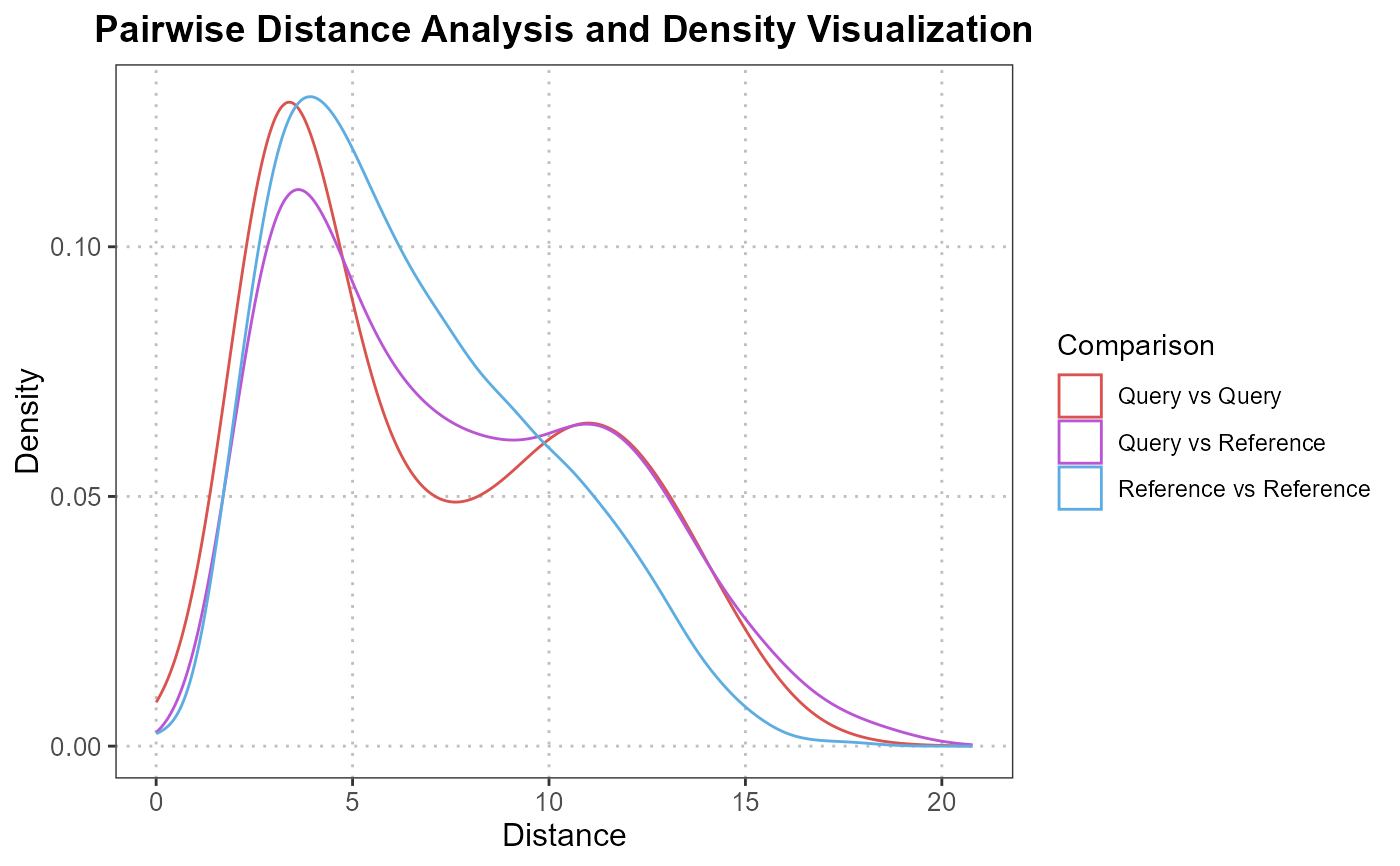 Pairwise Distance Analysis and Density Visualization
Density
0.10
0.05
0.00
0
5
10
15
20
Distance
Comparison
Query vs Query
Query vs Reference
Reference vs Reference